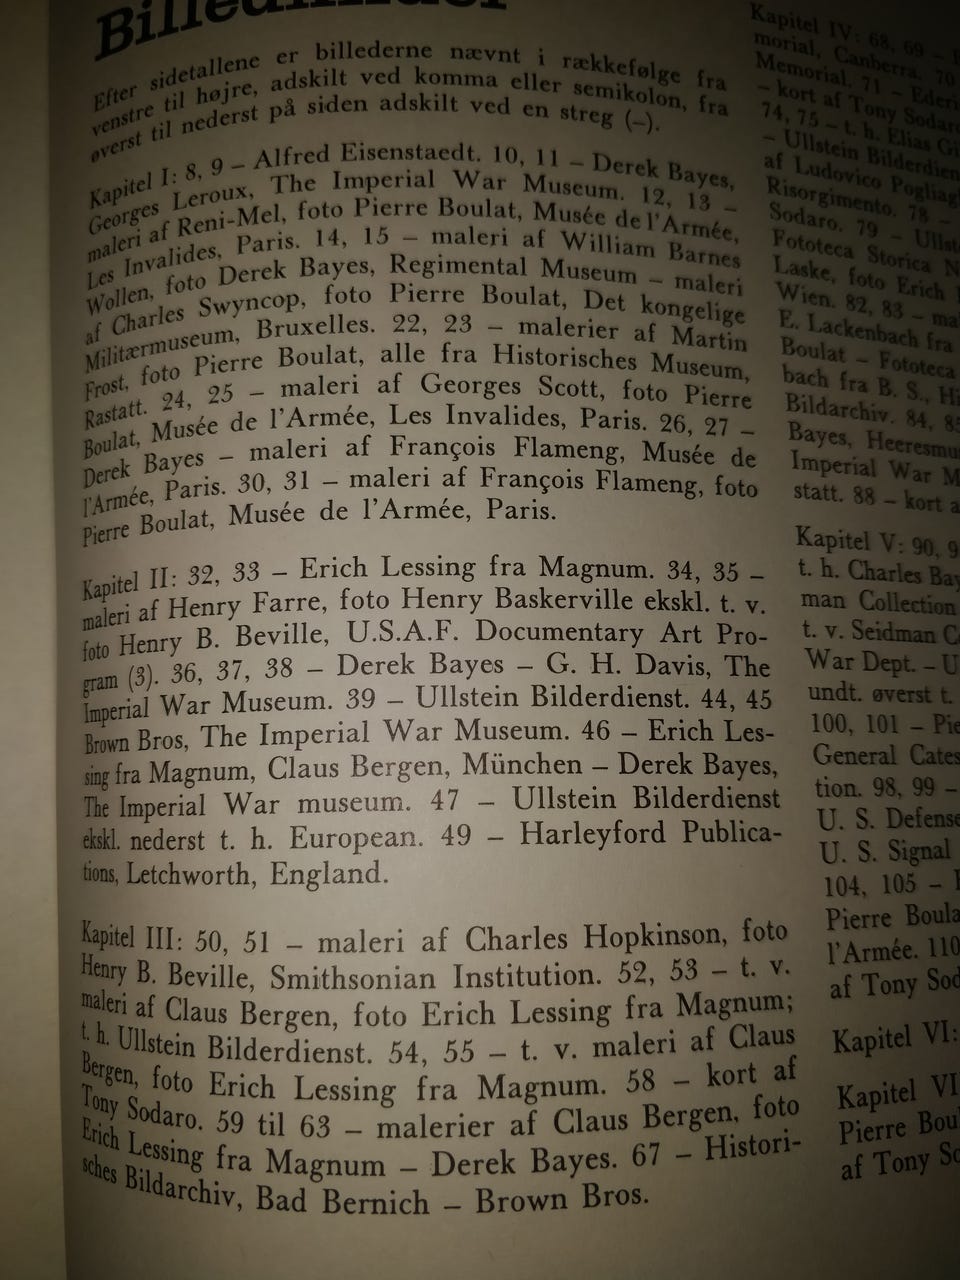 Efter sidetallene er billederne nævnt i rækkefølge fra
venstre til højre, adskilt ved komma eller semikolon, fra
øverst til nederst på siden adskilt ved en streg (–).
Kapitel I: 8, 9 – Alfred Eisenstaedt. 10, 11 – Derek Bayes,
Georges Leroux, The Imperial War Museum. 12, 13 –
maleri af Reni-Mel, foto Pierre Boulat, Musée de l'Armée,
Les Invalides, Paris. 14, 15 – maleri af William Barnes
Wollen, foto Derek Bayes, Regimental Museum – maleri
af Charles Swyncop, foto Pierre Boulat, Det kongelige
Militærmuseum, Bruxelles. 22, 23 – malerier af Martin
Frost, foto Pierre Boulat, alle fra Historisches Museum,
Rastatt. 24, 25 – maleri af Georges Scott, foto Pierre
Boulat, Musée de l'Armée, Les Invalides, Paris. 26, 27 –
Derek Bayes – maleri af François Flameng, Musée de
l'Armée, Paris. 30, 31 – maleri af François Flameng, foto
Pierre Boulat, Musée de l'Armée, Paris.
Kapitel II: 32, 33 – Erich Lessing fra Magnum. 34, 35 –
maleri af Henry Farre, foto Henry Baskerville ekskl. t. v.
foto Henry B. Beville, U.S.A.F. Documentary Art Pro-
gram (3). 36, 37, 38 – Derek Bayes – G. H. Davis, The
Imperial War Museum. 39 – Ullstein Bilderdienst. 44, 45
Brown Bros, The Imperial War Museum. 46 – Erich Les-
sing fra Magnum, Claus Bergen, München – Derek Bayes,
The Imperial War museum. 47 – Ullstein Bilderdienst
ekskl. nederst t. h. European. 49 – Harleyford Publica-
tions, Letchworth, England.
Kapitel III: 50, 51 – maleri af Charles Hopkinson, foto
Henry B. Beville, Smithsonian Institution. 52, 53 – t. v.
maleri af Claus Bergen, foto Erich Lessing fra Magnum;
t. h. Ullstein Bilderdienst. 54, 55 – t. v. maleri af Claus
Bergen, foto Erich Lessing fra Magnum. 58 – kort af
Tony Sodaro. 59 til 63 – malerier af Claus Bergen, foto
Erich Lessing fra Magnum – Derek Bayes. 67 – Histori-
sches Bildarchiv, Bad Bernich – Brown Bros.
Kapitel IV: 68, 69 –
morial, Canberra. 70
Memorial. 71 –
– kort af Tony Sodaro
74, 75 – t. h. Elias
– Ullstein Bilderdien
af Ludovico Pogliag
Risorgimento. 78 –
Sodaro. 79 – Ullst
Fototeca Storica N
Laske, foto Erich
Wien. 82, 83 – ma
E. Lackenbach fra
Boulat – Fototeca
bach fra B. S., Hi
Bildarchiv. 84, 85
Bayes, Heeresmu
Imperial War M
statt. 88 – kort a
Kapitel V: 90, 9
t. h. Charles Bay
man Collection
t. v. Seidman C
War Dept. – U
undt. øverst t.
100, 101 – Pie
General Cates
tion. 98, 99 –
U. S. Defense
U. S. Signal
104, 105 –
Pierre Boula
l'Armée. 110
af Tony Sod
Kapitel VI:
Kapitel VI
Pierre Bou
af Tony So